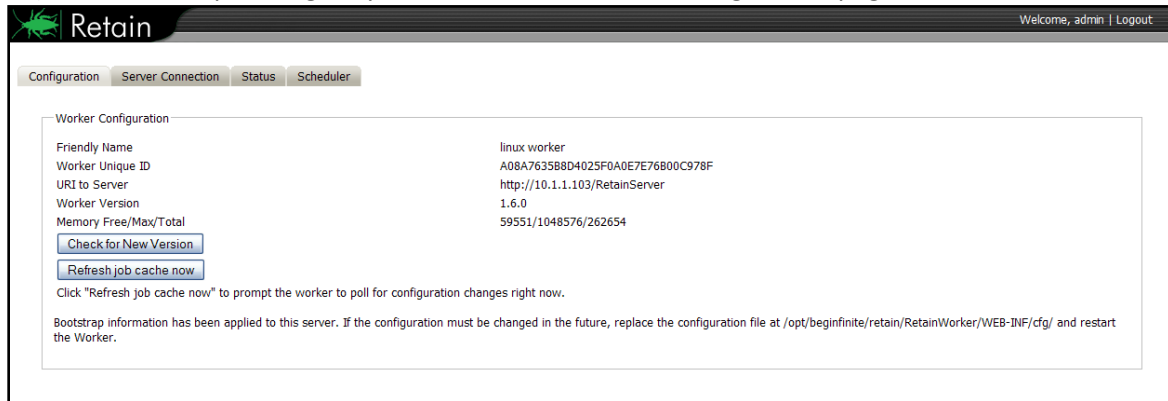 Retain
Welcome, admin | Logout
Configuration Server Connection Status Scheduler
Worker Configuration
Friendly Name linux worker
Worker Unique ID A08A7635B8D4025F0A0E7E76B00C978F
URI to Server http://10.1.1.103/RetainServer
Worker Version 1.6.0
Memory Free/Max/Total 59551/1048576/262654
Check for New Version
Refresh job cache now
Click "Refresh job cache now" to prompt the worker to poll for configuration changes right now.
Bootstrap information has been applied to this server. If the configuration must be changed in the future, replace the configuration file at /opt/beginfinite/retain/RetainWorker/WEB-INF/cfg/ and restart
the Worker.